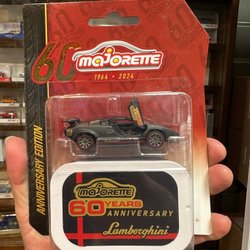 60
majorette
1964 - 2024
ANNIVERSARY EDITION
majorette
60 YEARS
ANNIVERSARY
Lamborghini